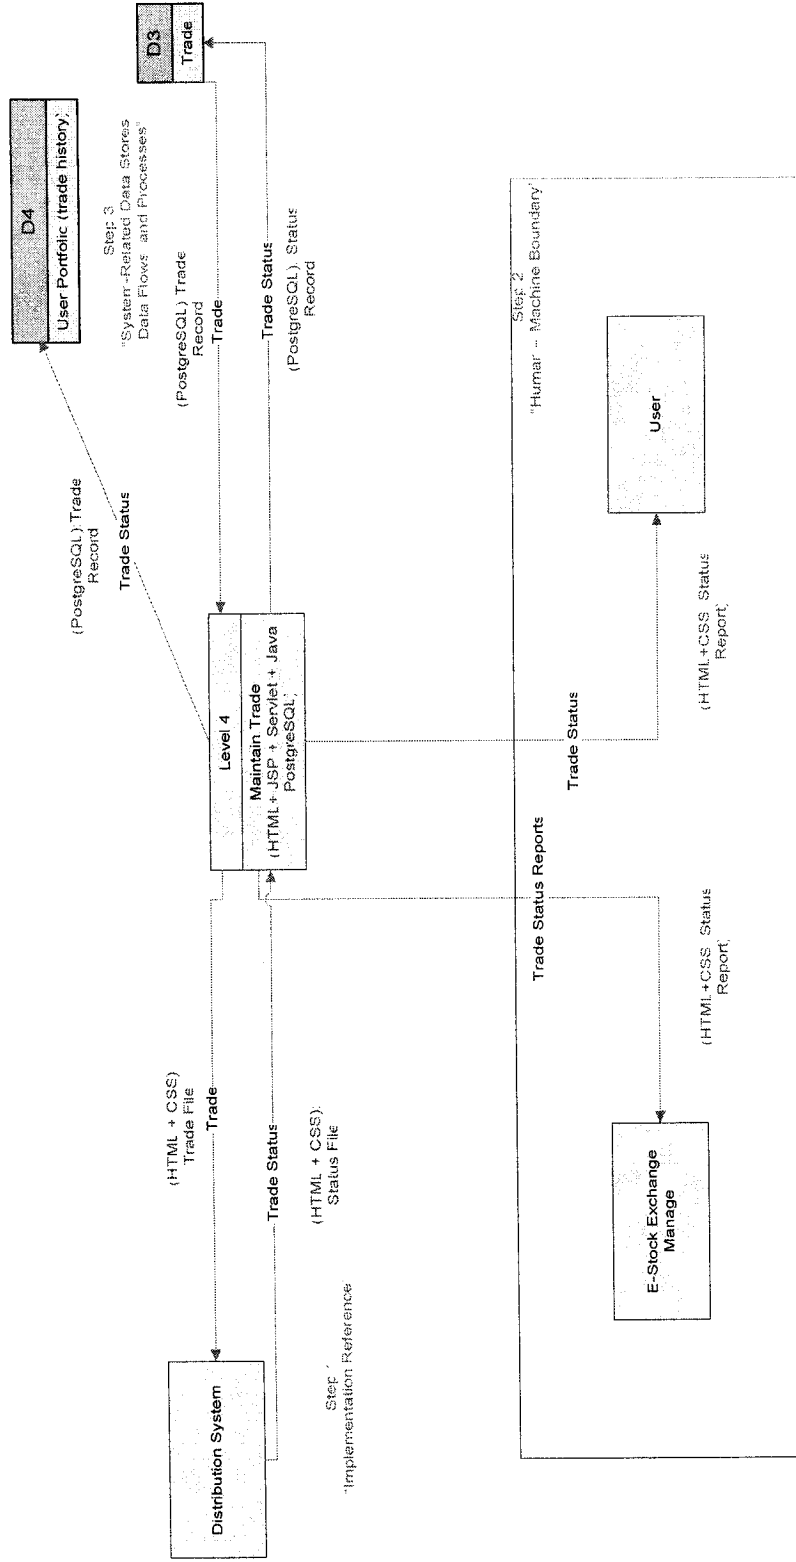 D4
User Portfolic (trade history)
D3
Trade
Step 3
"System-Related Data Stores
Data Flows and Processes"
(PostgreSQL) Trade
Record
Trade Status
(PostgreSQL) Trade
Record
Trade
Trade Status
(PostgreSQL). Status
Record
Level 4
Maintain Trade
(HTML+ JSP + Servlet + Java
PostgreSQL)
(HTML + CSS)
Trade File
Trade
Trade Status
(HTML + CSS).
Status File
Distribution System
Step
"Implementation Reference
Step 2
"Human - Machine Boundary"
Trade Status
(HTML+CSS Status
Report)
User
Trade Status Reports
(HTML+CSS Status
Report)
E-Stock Exchange
Manage